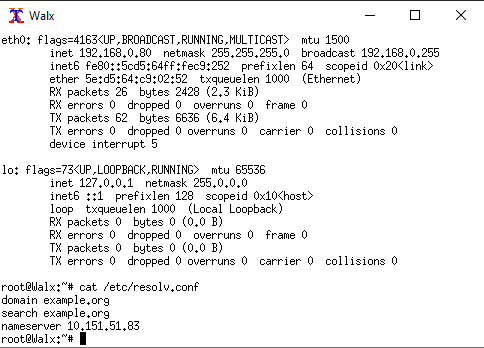 Walx
eth0: flags=4163<UP,BROADCAST,RUNNING,MULTICAST>  mtu 1500
        inet 192.168.0.80  netmask 255.255.255.0  broadcast 192.168.0.255
        inet6 fe80::5cd5:64ff:fec9:252  prefixlen 64  scopeid 0x20<link>
        ether 5e:d5:64:c9:02:52  txqueuelen 1000  (Ethernet)
        RX packets 26  bytes 2428 (2.3 KiB)
        RX errors 0  dropped 0  overruns 0  frame 0
        TX packets 62  bytes 6636 (6.4 KiB)
        TX errors 0  dropped 0 overruns 0  carrier 0  collisions 0
        device interrupt 5
lo: flags=73<UP,LOOPBACK,RUNNING>  mtu 65536
        inet 127.0.0.1  netmask 255.0.0.0
        inet6 ::1  prefixlen 128  scopeid 0x10<host>
        loop  txqueuelen 1000  (Local Loopback)
        RX packets 0  bytes 0 (0.0 B)
        RX errors 0  dropped 0  overruns 0  frame 0
        TX packets 0  bytes 0 (0.0 B)
        TX errors 0  dropped 0 overruns 0  carrier 0  collisions 0
root@Walx:~# cat /etc/resolv.conf
domain example.org
search example.org
nameserver 10.151.51.83
root@Walx:~#